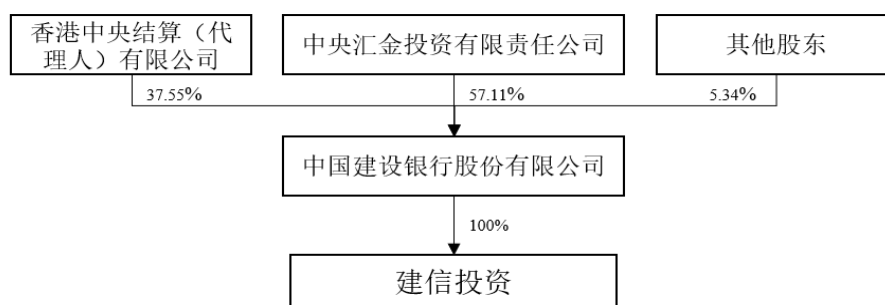 香港中央结算（代
理人）有限公司
中央汇金投资有限责任公司
其他股东
37.55%
57.11%
5.34%
中国建设银行股份有限公司
100%
建信投资